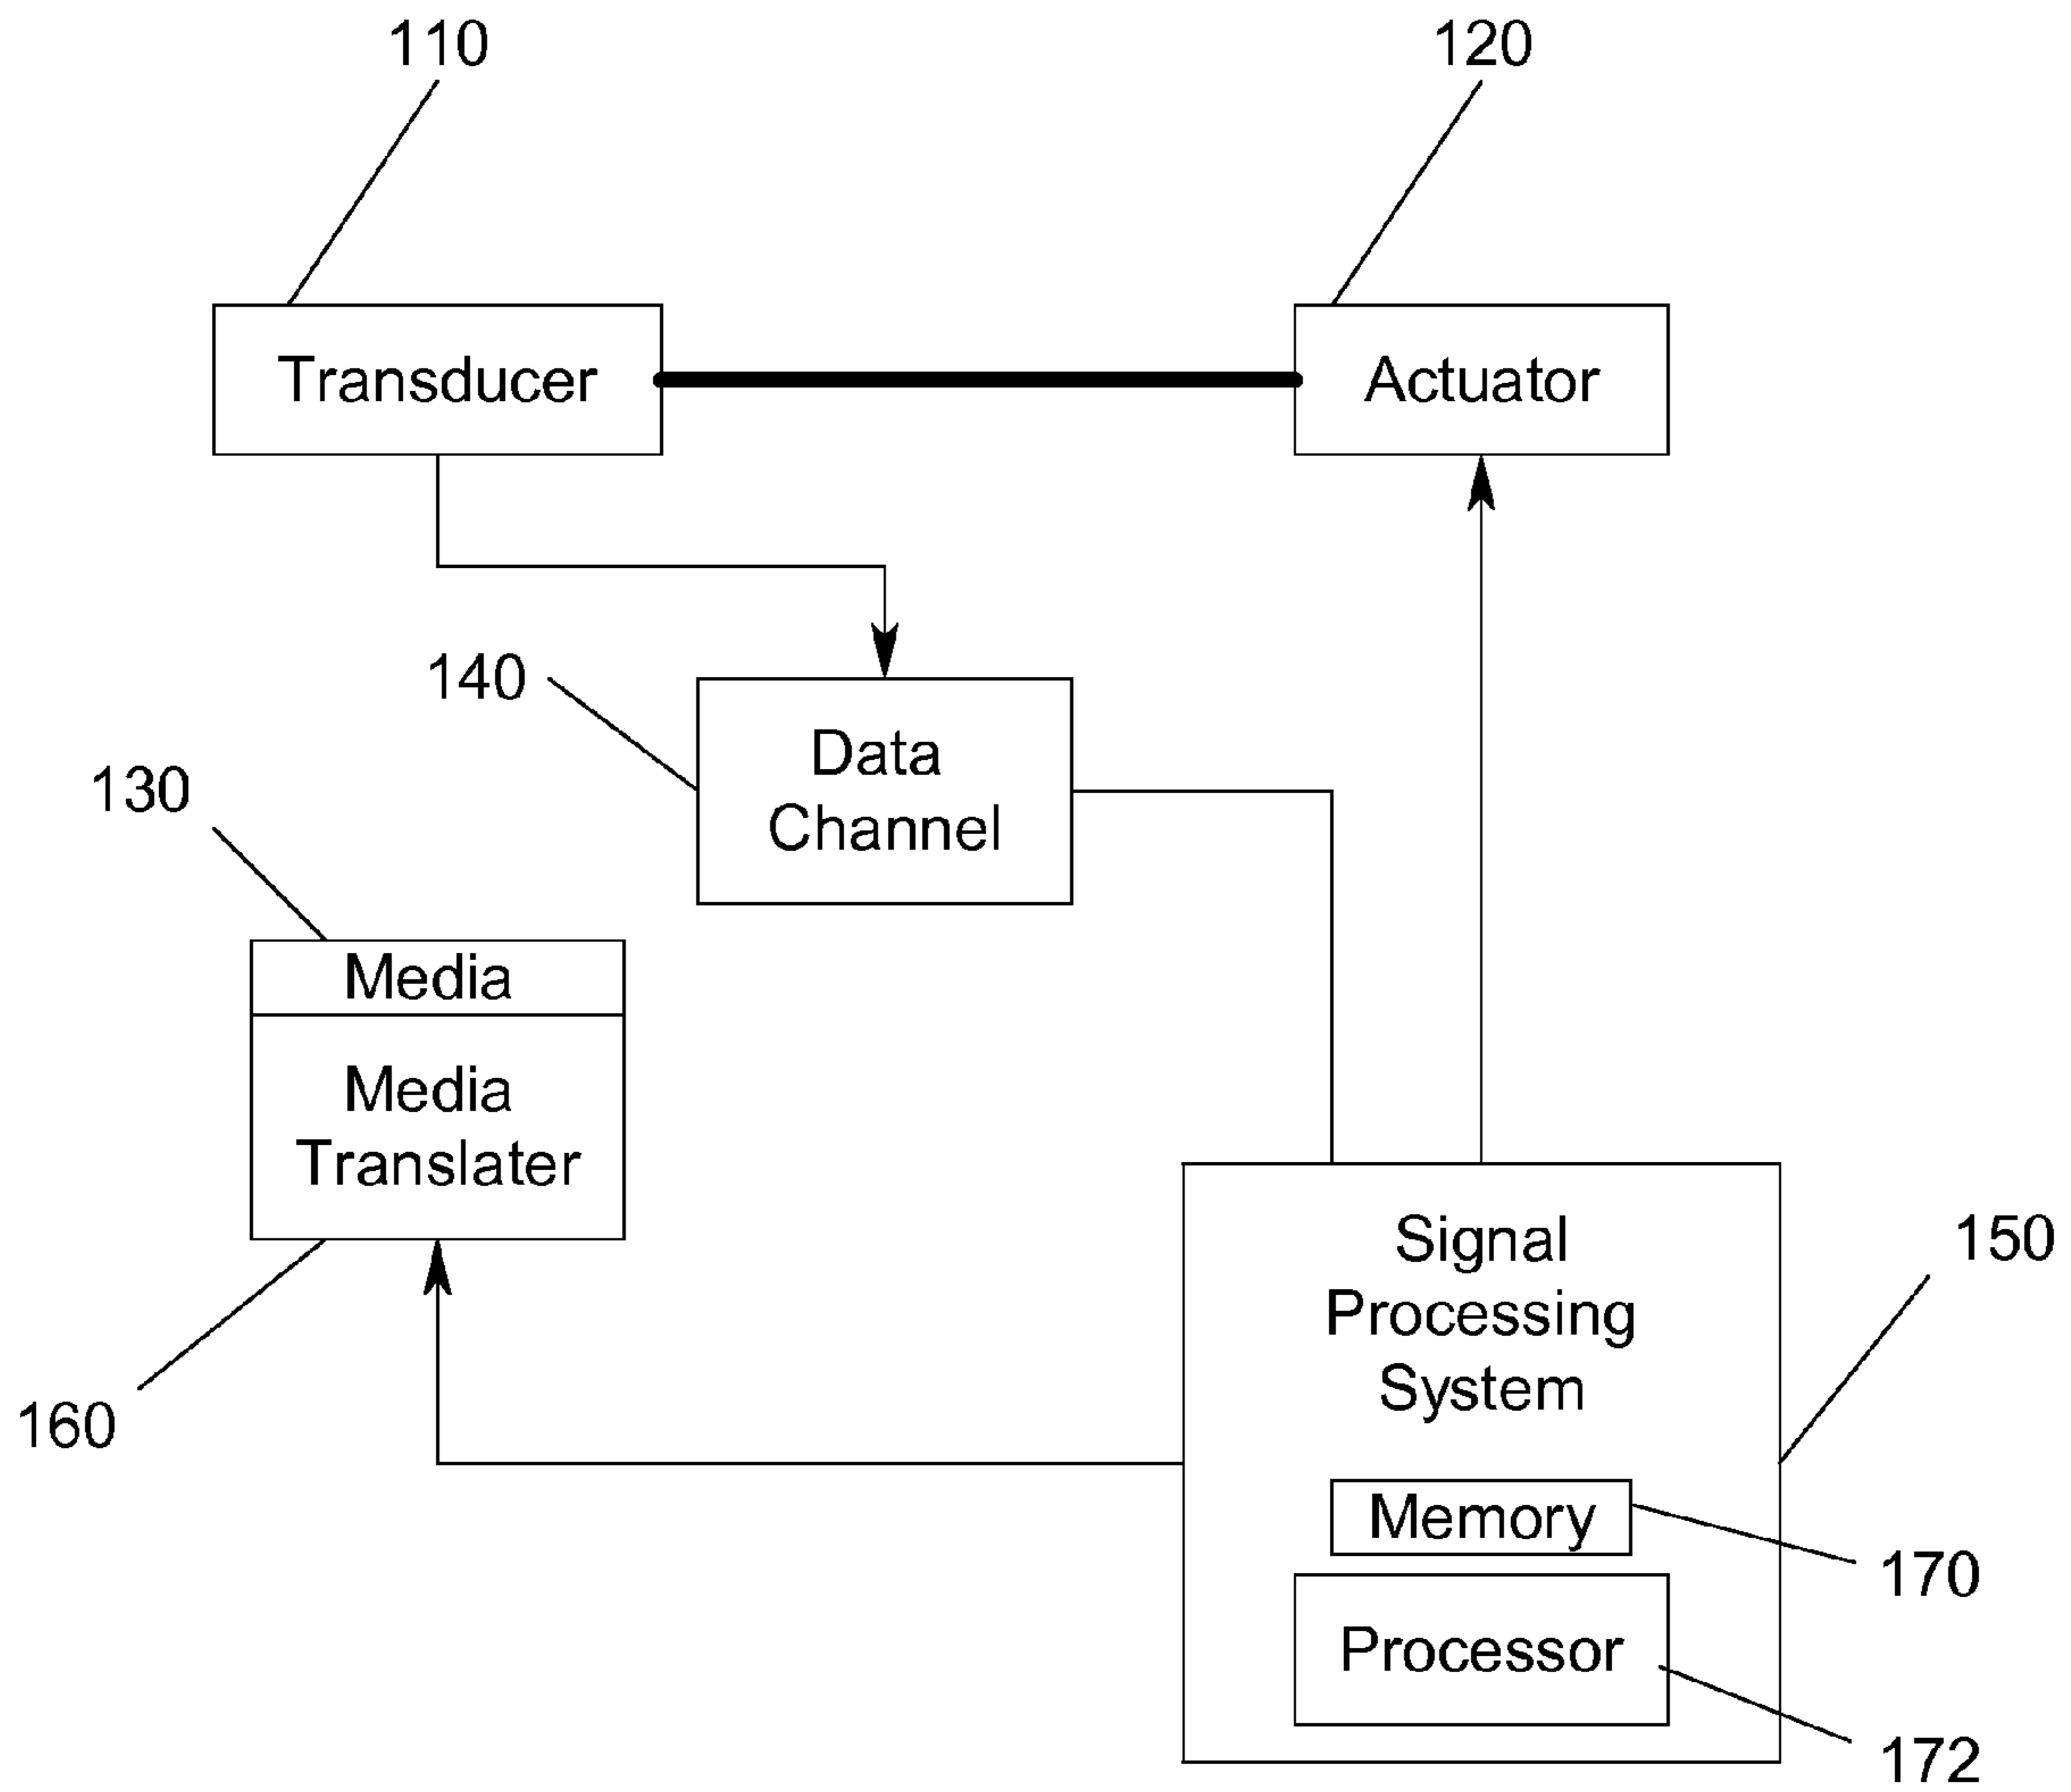 110
120
Transducer
Actuator
140
Data
Channel
130
Media
Media
Translater
160
Signal
Processing
System
150
Memory
170
Processor
172